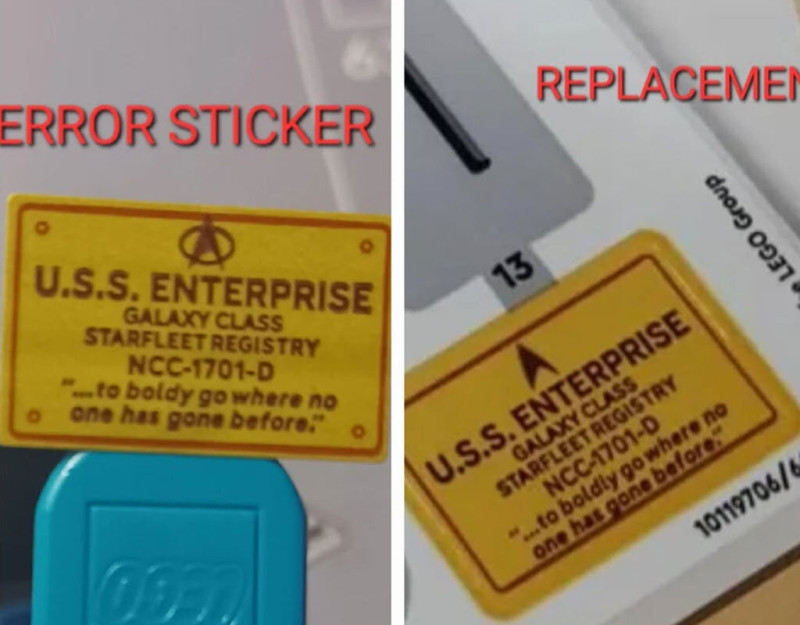 ERROR STICKER
U.S.S. ENTERPRISE
GALAXY CLASS
STARFLEET REGISTRY
NCC-1701-D
"...to boldy go where no
one has gone before."
LEGO
REPLACEMEN
LEGO Group
13
U.S.S. ENTERPRISE
GALAXY CLASS
STARFLEET REGISTRY
NCC-1701-D
"...to boldly go where no
one has gone before."
10119706/6